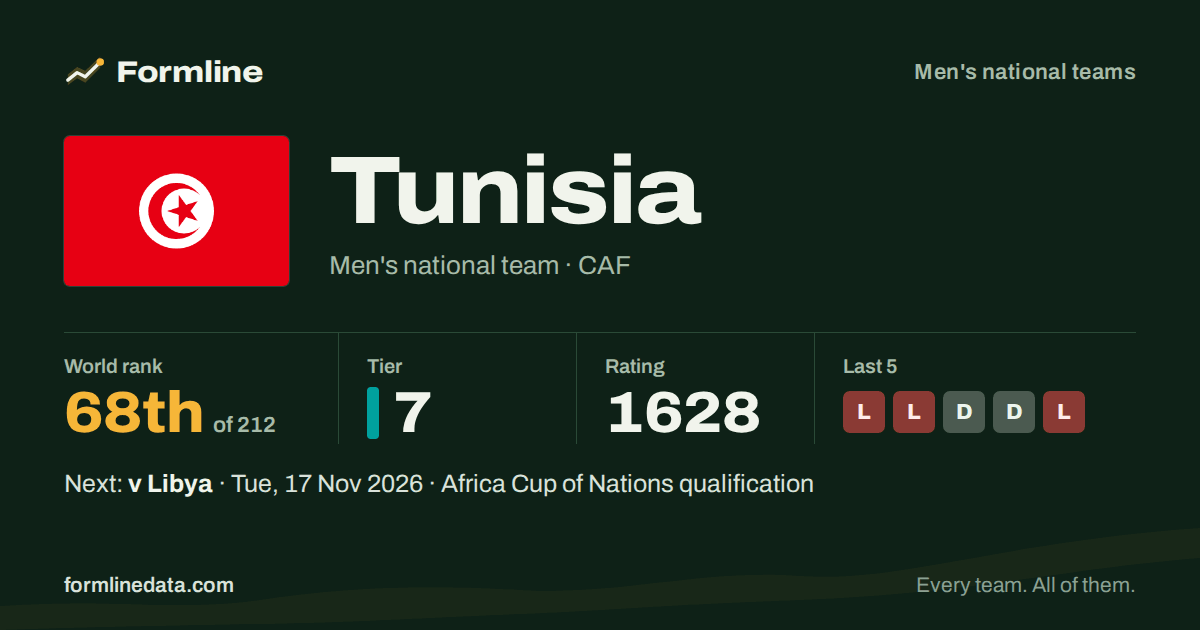 Formline
Men's national teams
Tunisia
Men's national team · CAF
World rank
68th of 212
Tier
7
Rating
1628
Last 5
L L D D L
Next: v Libya · Tue, 17 Nov 2026 · Africa Cup of Nations qualification
formlinedata.com
Every team. All of them.